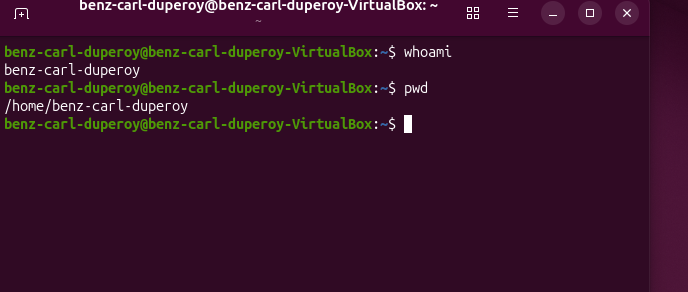 benz-carl-duperoy@benz-carl-duperoy-VirtualBox: ~
~
benz-carl-duperoy@benz-carl-duperoy-VirtualBox:~$ whoami
benz-carl-duperoy
benz-carl-duperoy@benz-carl-duperoy-VirtualBox:~$ pwd
/home/benz-carl-duperoy
benz-carl-duperoy@benz-carl-duperoy-VirtualBox:~$